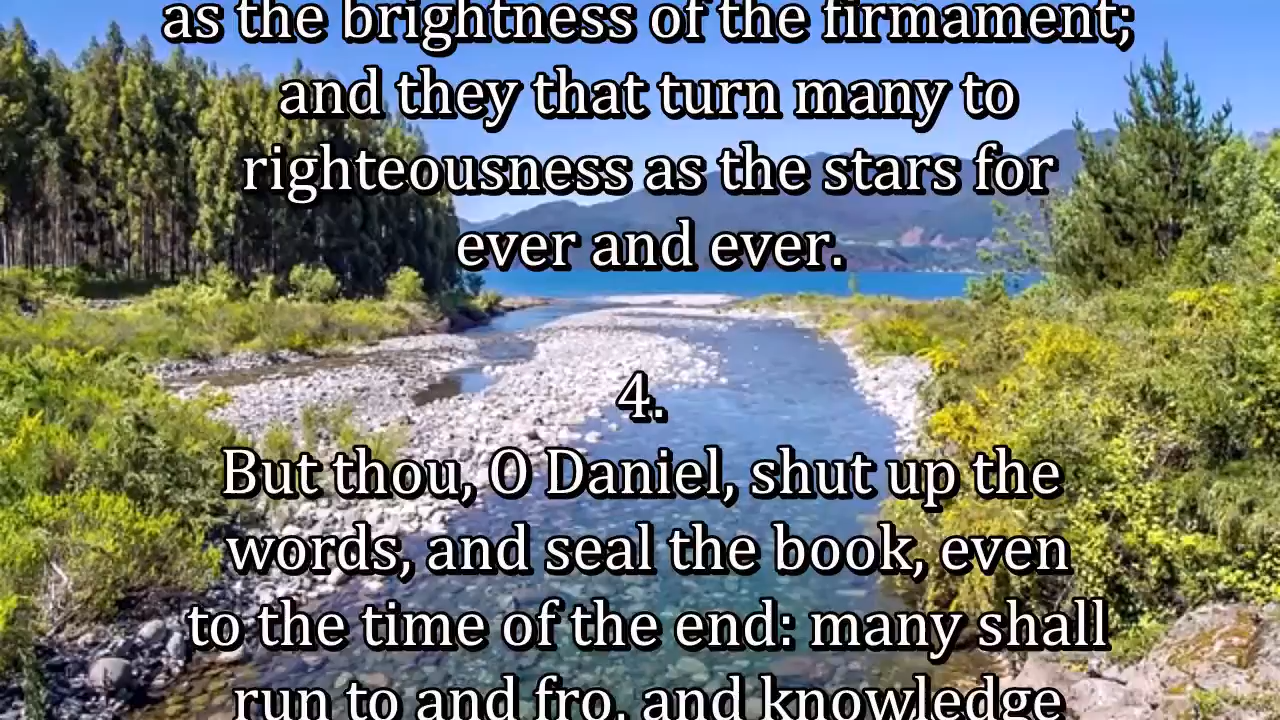 as the brightness of the firmament;
and they that turn many to
righteousness as the stars for
ever and ever.
4.
But thou, O Daniel, shut up the
words, and seal the book, even
to the time of the end: many shall
run to and fro, and knowledge